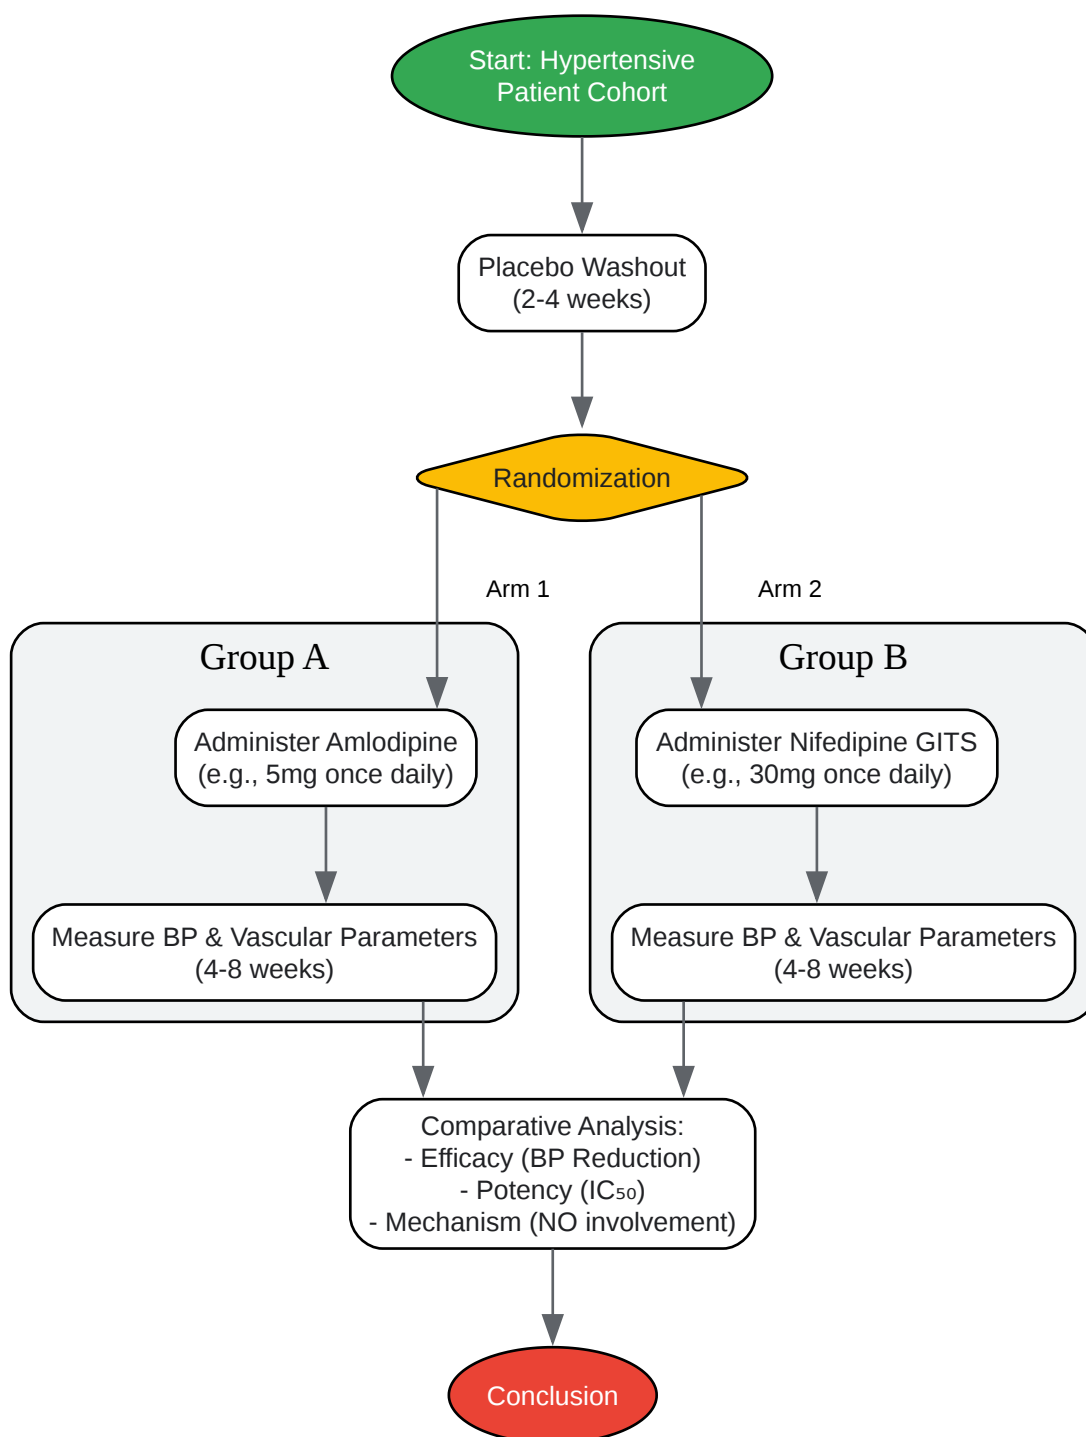 Start: Hypertensive
Patient Cohort
Placebo Washout
(2-4 weeks)
Randomization
Arm 1
Arm 2
Group A
Administer Amlodipine
(e.g., 5mg once daily)
Measure BP & Vascular Parameters
(4-8 weeks)
Group B
Administer Nifedipine GITS
(e.g., 30mg once daily)
Measure BP & Vascular Parameters
(4-8 weeks)
Comparative Analysis:
- Efficacy (BP Reduction)
- Potency (IC₅₀)
- Mechanism (NO involvement)
Conclusion